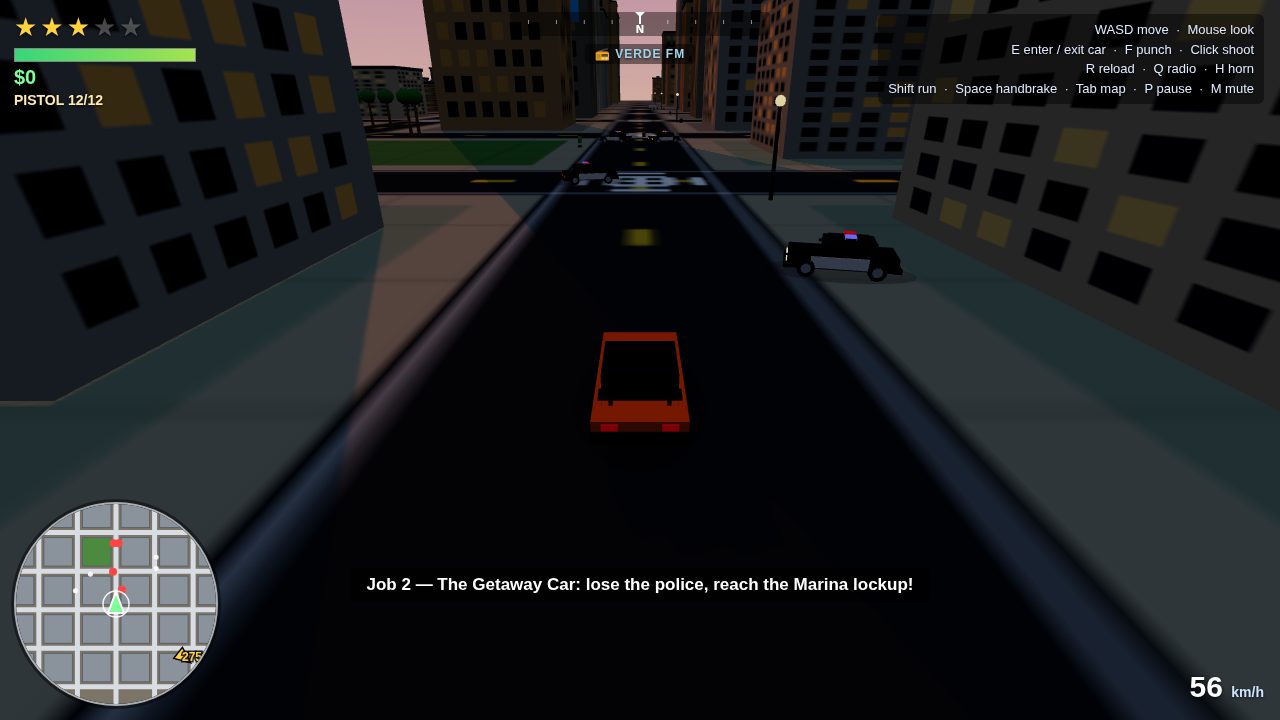 $0
PISTOL 12/12
N
📻 VERDE FM
WASD move · Mouse look
E enter / exit car · F punch · Click shoot
R reload · Q radio · H horn
Shift run · Space handbrake · Tab map · P pause · M mute
Job 2 — The Getaway Car: lose the police, reach the Marina lockup!
275
56 km/h